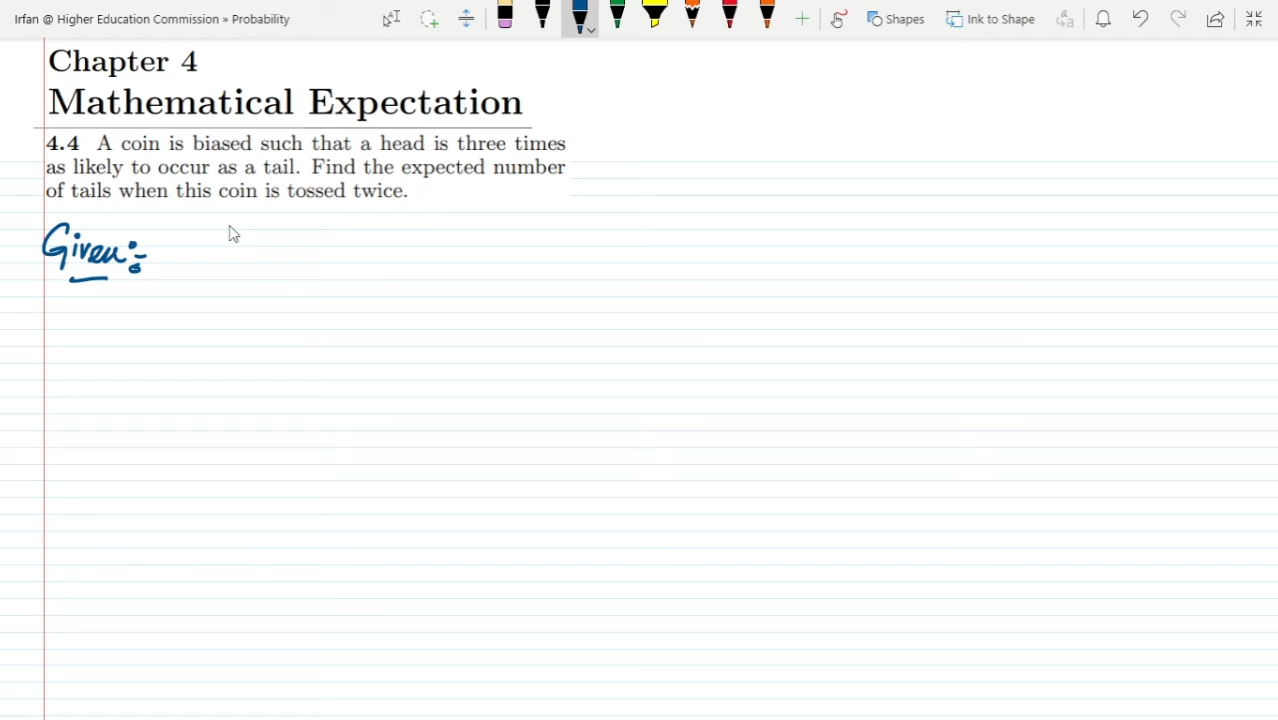 Irfan @ Higher Education Commission » Probability
Shapes
Ink to Shape
Chapter 4
Mathematical Expectation
4.4 A coin is biased such that a head is three times
as likely to occur as a tail. Find the expected number
of tails when this coin is tossed twice.
Given :-